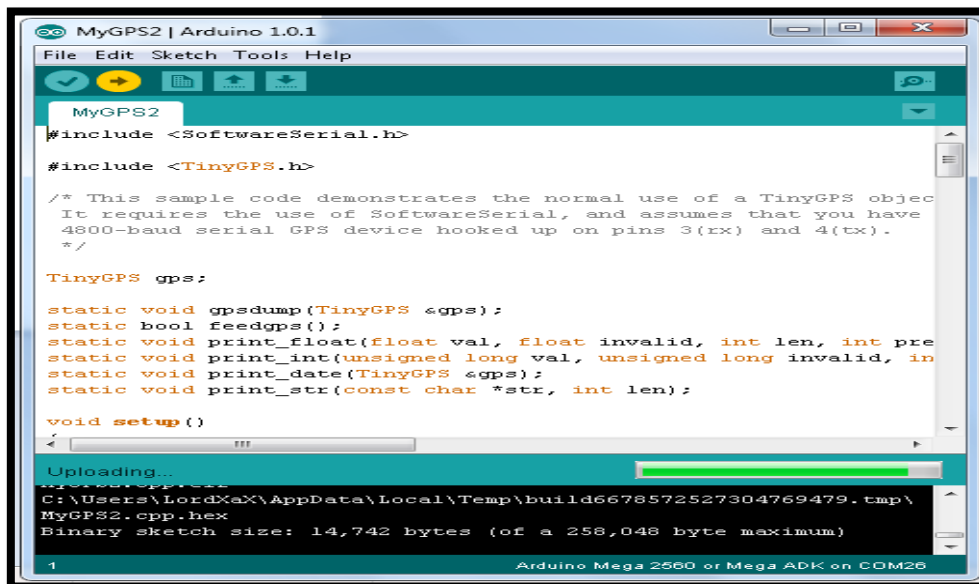 MyGPS2 | Arduino 1.0.1
File Edit Sketch Tools Help
MyGPS2
#include <SoftwareSerial.h>
#include <TinyGPS.h>
/* This sample code demonstrates the normal use of a TinyGPS objec
It requires the use of SoftwareSerial, and assumes that you have
4800-baud serial GPS device hooked up on pins 3(rx) and 4(tx).
*/
TinyGPS gps;
static void gpsdump(TinyGPS &gps);
static bool feedgps();
static void print_float(float val, float invalid, int len, int pre
static void print_int(unsigned long val, unsigned long invalid, in
static void print_date(TinyGPS &gps);
static void print_str(const char *str, int len);
void setup()
Uploading...
C:\Users\LordXaX\AppData\Local\Temp\build6678572527304769479.tmp\
MyGPS2.cpp.hex
Binary sketch size: 14,742 bytes (of a 258,048 byte maximum)
1
Arduino Mega 2560 or Mega ADK on COM26